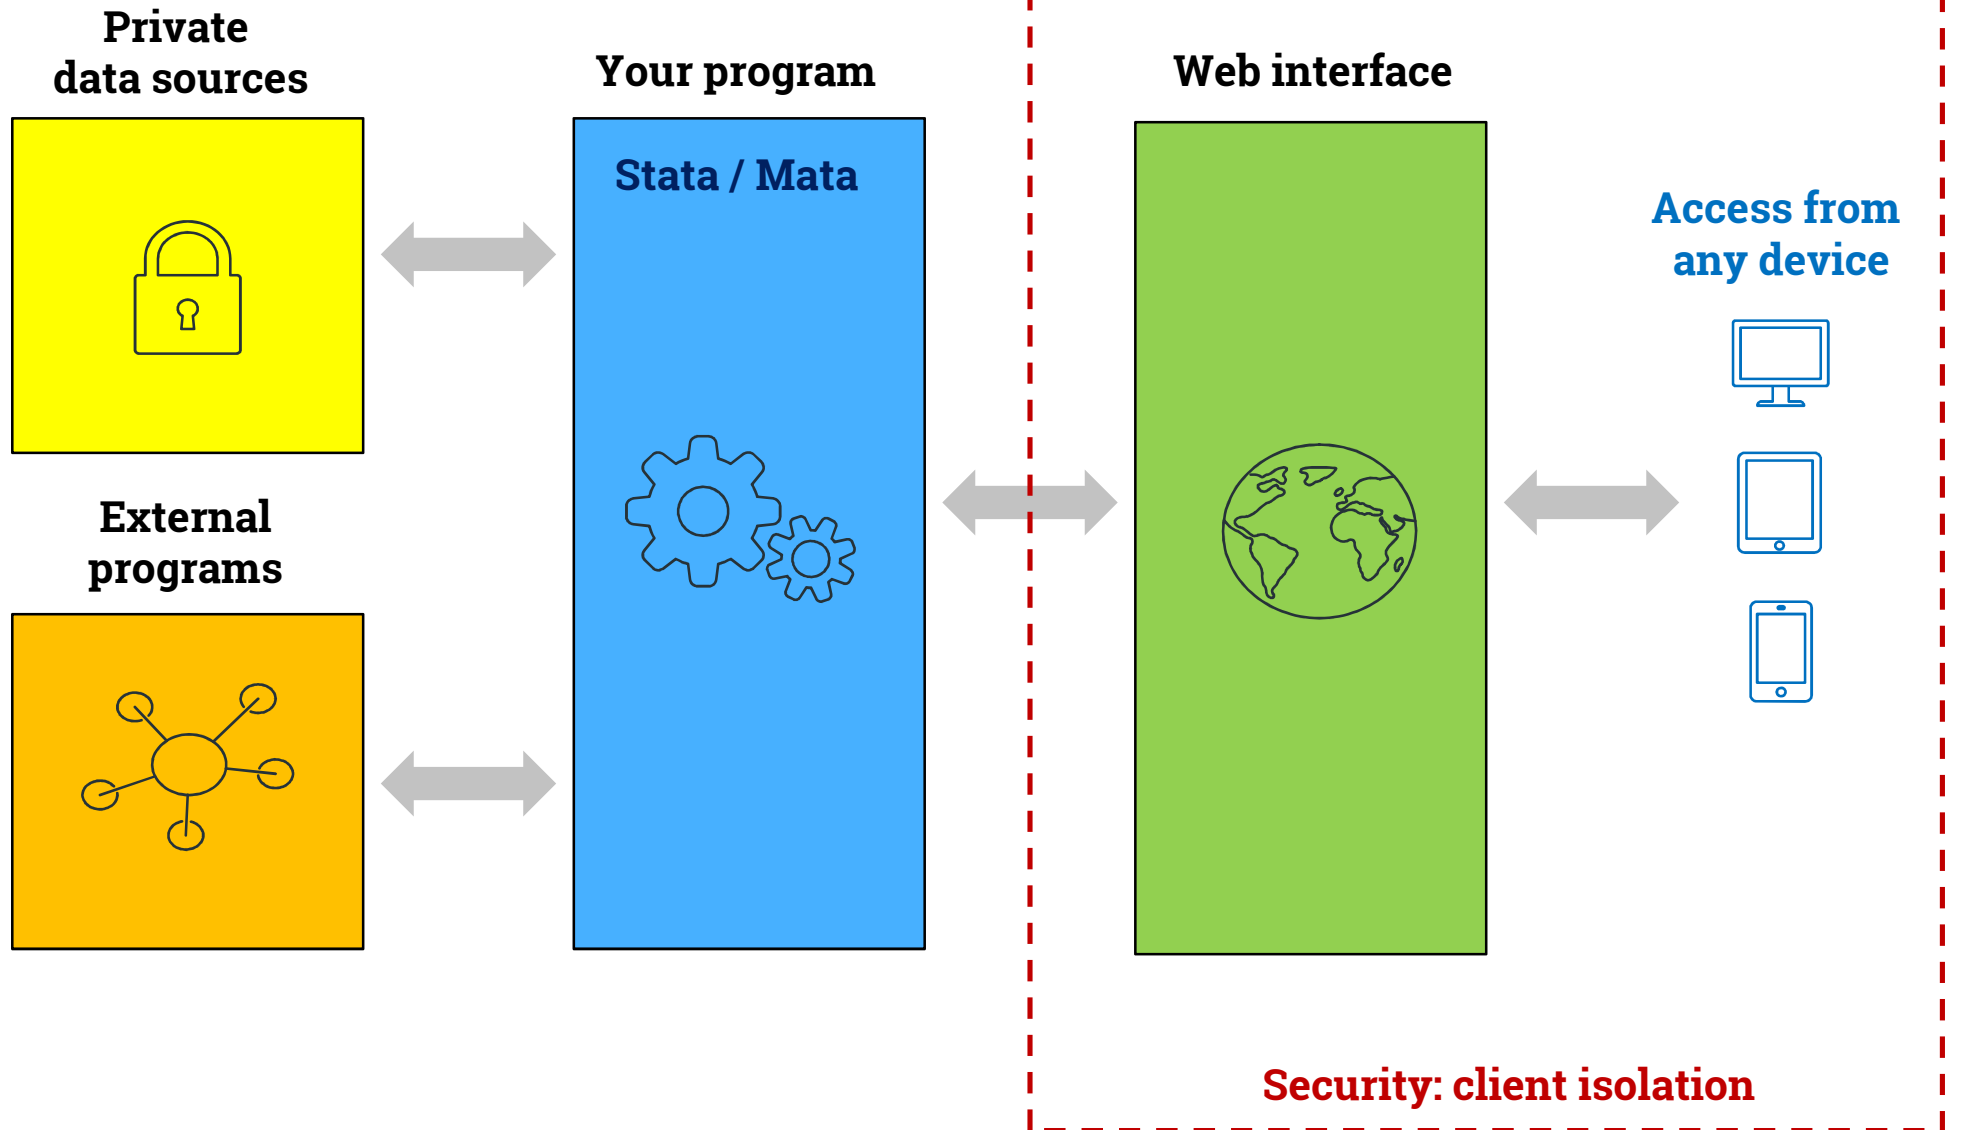 Private
data sources
Your program
Web interface
Stata / Mata
Access from
any device
External
programs
Security: client isolation